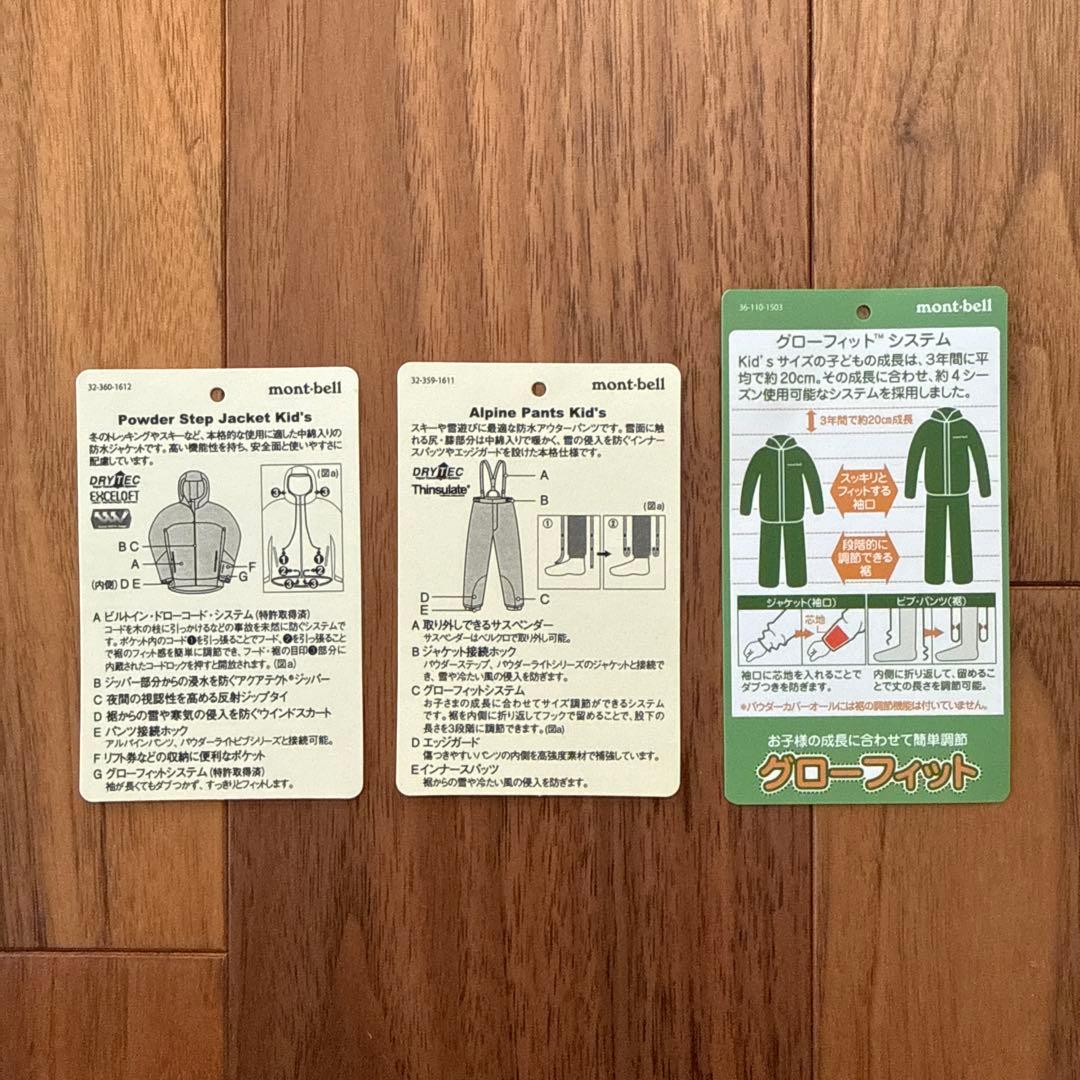 32-360-1612
mont-bell
Powder Step Jacket Kid's
冬のトレッキングやスキーなど、本格的な使用に適した中綿入りの
防水ジャケットです。高い機能性を持ち、安全面と使いやすさに
配慮しています。
DRYTEC
EXCELOFT
(図a)
③
③
B C
A
(内側) D E
F
G
①
①
②
②
③
③
A ビルトイン・ドローコード・システム(特許取得済)
コードを木の枝に引っかけるなどの事故を未然に防ぐシステムで
す。ポケット内のコード❶を引っ張ることでフード、❷を引っ張ること
で裾のフィット感を簡単に調節でき、フード・裾の目印❸部分に
内蔵されたコードロックを押すと開放されます。(図a)
B ジッパー部分からの浸水を防ぐアクアテクト®ジッパー
C 夜間の視認性を高める反射ジップタイ
D 裾からの雪や寒気の侵入を防ぐウインドスカート
E パンツ接続ホック
アルパインパンツ、パウダーライトビブシリーズと接続可能。
F リフト券などの収納に便利なポケット
G グローフィットシステム(特許取得済)
袖が長くてもダブつかず、すっきりとフィットします。
32-359-1611
mont-bell
Alpine Pants Kid's
スキーや雪遊びに最適な防水アウターパンツです。雪面に触
れる尻・膝部分は中綿入りで暖かく、雪の侵入を防ぐインナー
スパッツやエッジガードを設けた本格仕様です。
DRYTEC
Thinsulate
A
B
(図a)
①
②
D
E
C
A 取り外しできるサスペンダー
サスペンダーはベルクロで取り外し可能。
B ジャケット接続ホック
パウダーステップ、パウダーライトシリーズのジャケットと接続で
き、雪や冷たい風の侵入を防ぎます。
C グローフィットシステム
お子さまの成長に合わせてサイズ調節ができるシステム
です。裾を内側に折り返してフックで留めることで、股下の
長さを3段階に調節できます。(図a)
D エッジガード
傷つきやすいパンツの内側を高強度素材で補強しています。
E インナースパッツ
裾からの雪や冷たい風の侵入を防ぎます。
36-110-1503
mont-bell
グローフィット™ システム
Kid's サイズの子どもの成長は、3年間に平
均で約20cm。その成長に合わせ、約4シー
ズン使用可能なシステムを採用しました。
3年間で約20cm成長
mont-bell
mont-bell
スッキリと
フィットする
袖口
段階的に
調節できる
裾
ジャケット(袖口)
ビブ・パンツ(裾)
芯地
袖口に芯地を入れることで
ダブつきを防ぎます。
内側に折り返して、留めるこ
とで丈の長さを調節可能。
*パウダーカバーオールには裾の調節機能は付いていません。
お子様の成長に合わせて簡単調節
グローフィット